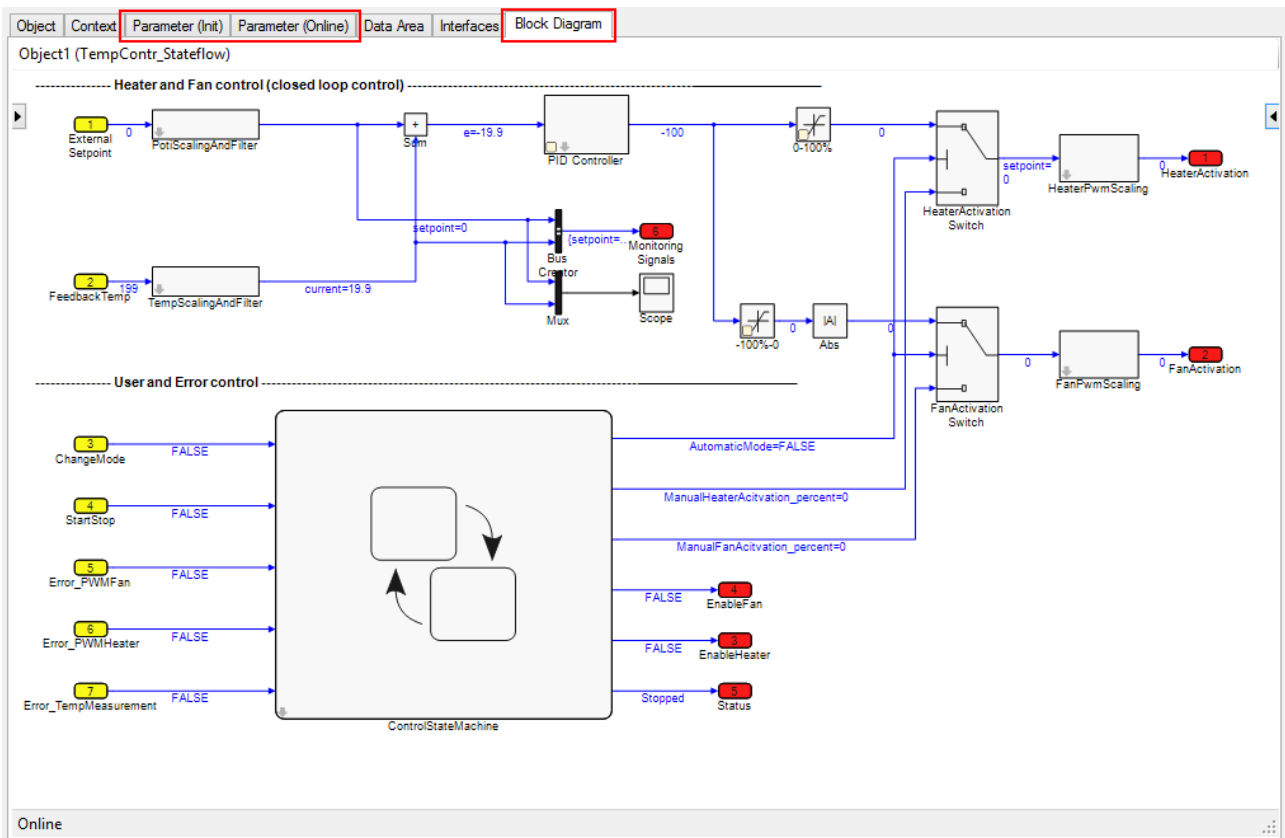 Object Context Parameter (Init) Parameter (Online) Data Area Interfaces Block Diagram
Object1 (TempContr_Stateflow)
Heater and Fan control (closed loop control)
1
External
Setpoint
0
PotiScalingAndFilter
+
Sum
e=-19.9
PID Controller
-100
0-100%
0
HeaterActivation
Switch
setpoint=
0
HeaterPwmScaling
0
1
HeaterActivation
setpoint=0
Bus
Creator
{setpoint=...
6
Monitoring
Signals
2
FeedbackTemp
199
TempScalingAndFilter
current=19.9
Mux
Scope
-100%-0
0
|A|
Abs
0
FanActivation
Switch
0
FanPwmScaling
0
2
FanActivation
User and Error control
3
ChangeMode
FALSE
AutomaticMode=FALSE
4
StartStop
FALSE
ManualHeaterAcitvation_percent=0
5
Error_PWMFan
FALSE
ManualFanAcitvation_percent=0
FALSE
4
EnableFan
6
Error_PWMHeater
FALSE
FALSE
3
EnableHeater
7
Error_TempMeasurement
FALSE
Stopped
5
Status
ControlStateMachine
Online